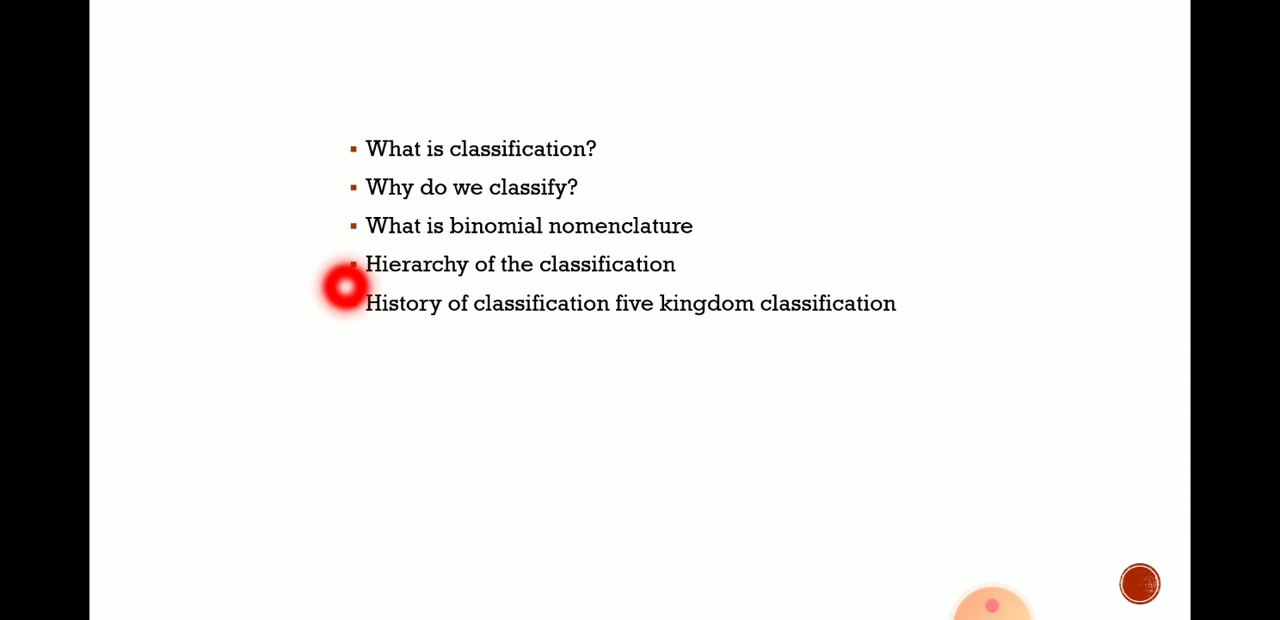 What is classification?
Why do we classify?
What is binomial nomenclature
Hierarchy of the classification
History of classification five kingdom classification